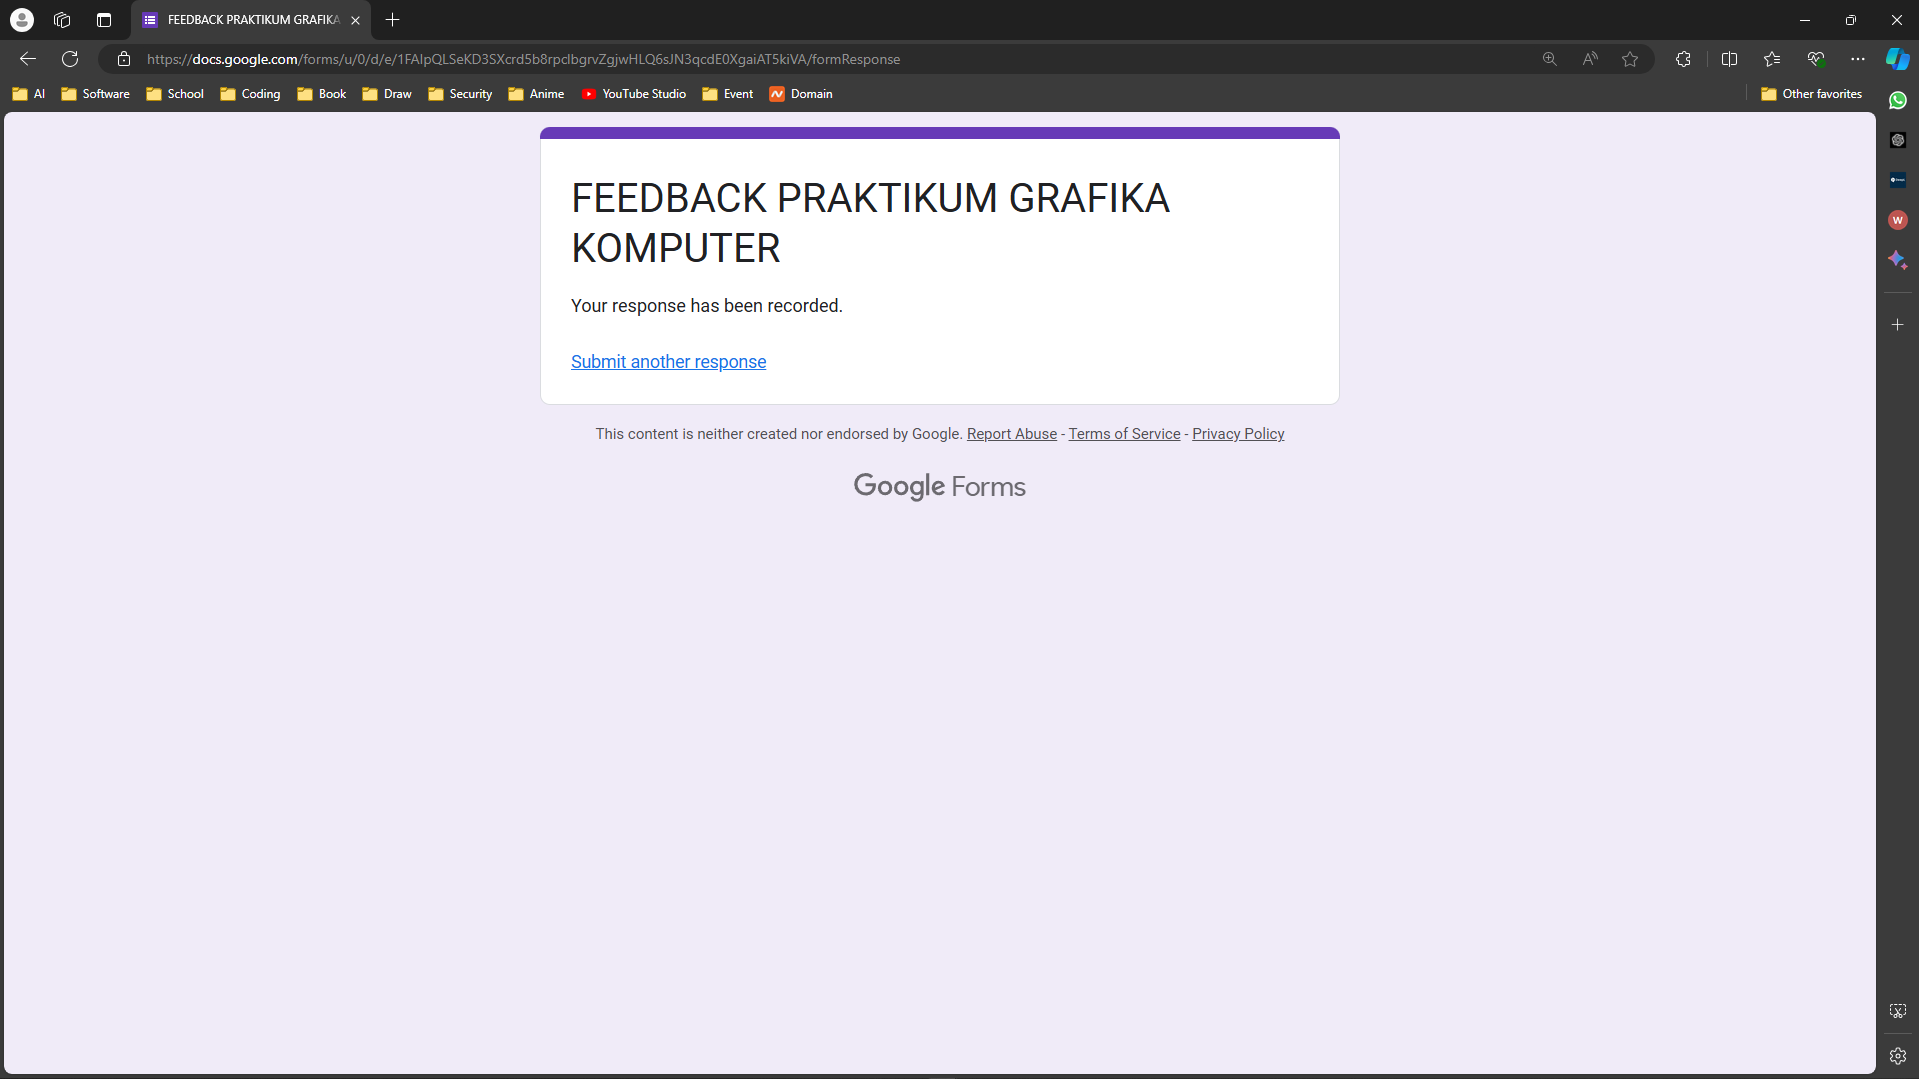 FEEDBACK PRAKTIKUM GRAFIKA
https://docs.google.com/forms/u/0/d/e/1FAIpQLSeKD3SXcrd5b8rpclbgrvZgjwHLQ6sJN3qcdE0XgaiAT5kiVA/formResponse
AI Software School Coding Book Draw Security Anime YouTube Studio Event Domain Other favorites
FEEDBACK PRAKTIKUM GRAFIKA
KOMPUTER
Your response has been recorded.
Submit another response
This content is neither created nor endorsed by Google. Report Abuse - Terms of Service - Privacy Policy
Google Forms
W